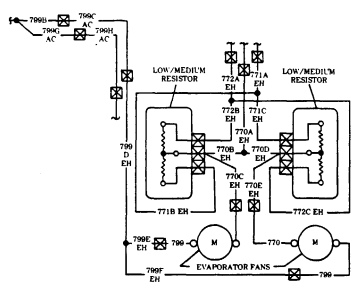 799B
799C
AC
799G
AC
799H
AC
LOW/MEDIUM
RESISTOR
772A
EH
771A
EH
LOW/MEDIUM
RESISTOR
772B
EH
771C
EH
770A
EH
799
D
EH
770B
EH
770D
EH
770C
EH
770E
EH
771B EH
772C EH
799E
EH
799
M
770
M
EVAPORATOR FANS
799F
EH
799